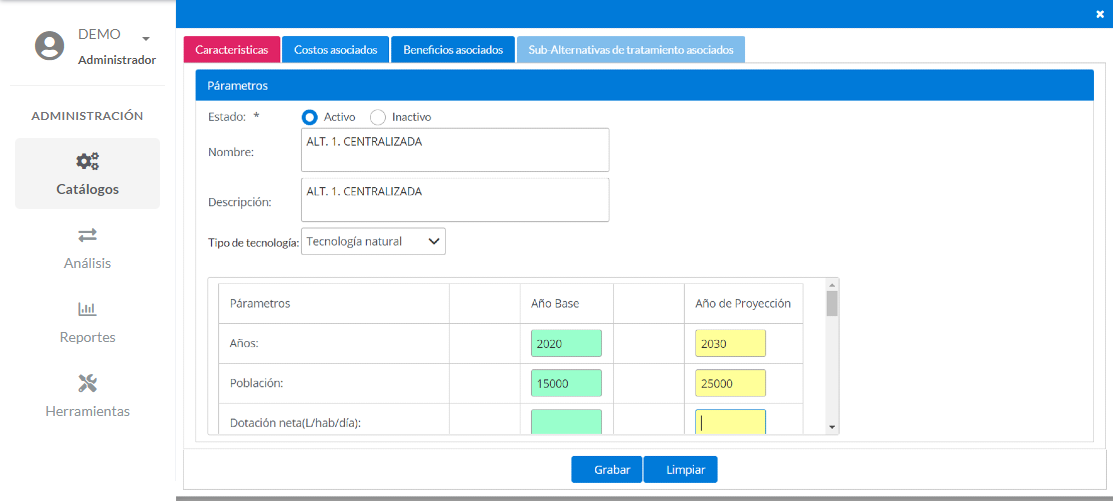 DEMO
Administrador
ADMINISTRACIÓN
Catálogos
Análisis
Reportes
Herramientas
Caracteristicas Costos asociados Beneficios asociados Sub-Alternativas de tratamiento asociados
Párametros
Estado: * Activo Inactivo
Nombre: ALT. 1. CENTRALIZADA
Descripción: ALT. 1. CENTRALIZADA
Tipo de tecnología: Tecnología natural
Párametros Año Base Año de Proyección
Años: 2020 2030
Población: 15000 25000
Dotación neta(L/hab/día):
Grabar Limpiar